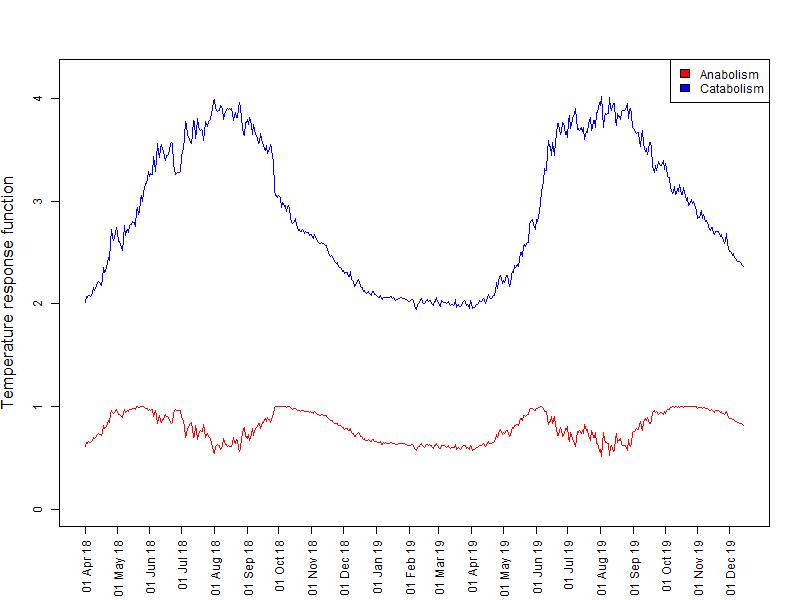 Anabolism
Catabolism
Temperature response function
4
3
2
1
0
01 Apr 18
01 May 18
01 Jun 18
01 Jul 18
01 Aug 18
01 Sep 18
01 Oct 18
01 Nov 18
01 Dec 18
01 Jan 19
01 Feb 19
01 Mar 19
01 Apr 19
01 May 19
01 Jun 19
01 Jul 19
01 Aug 19
01 Sep 19
01 Oct 19
01 Nov 19
01 Dec 19